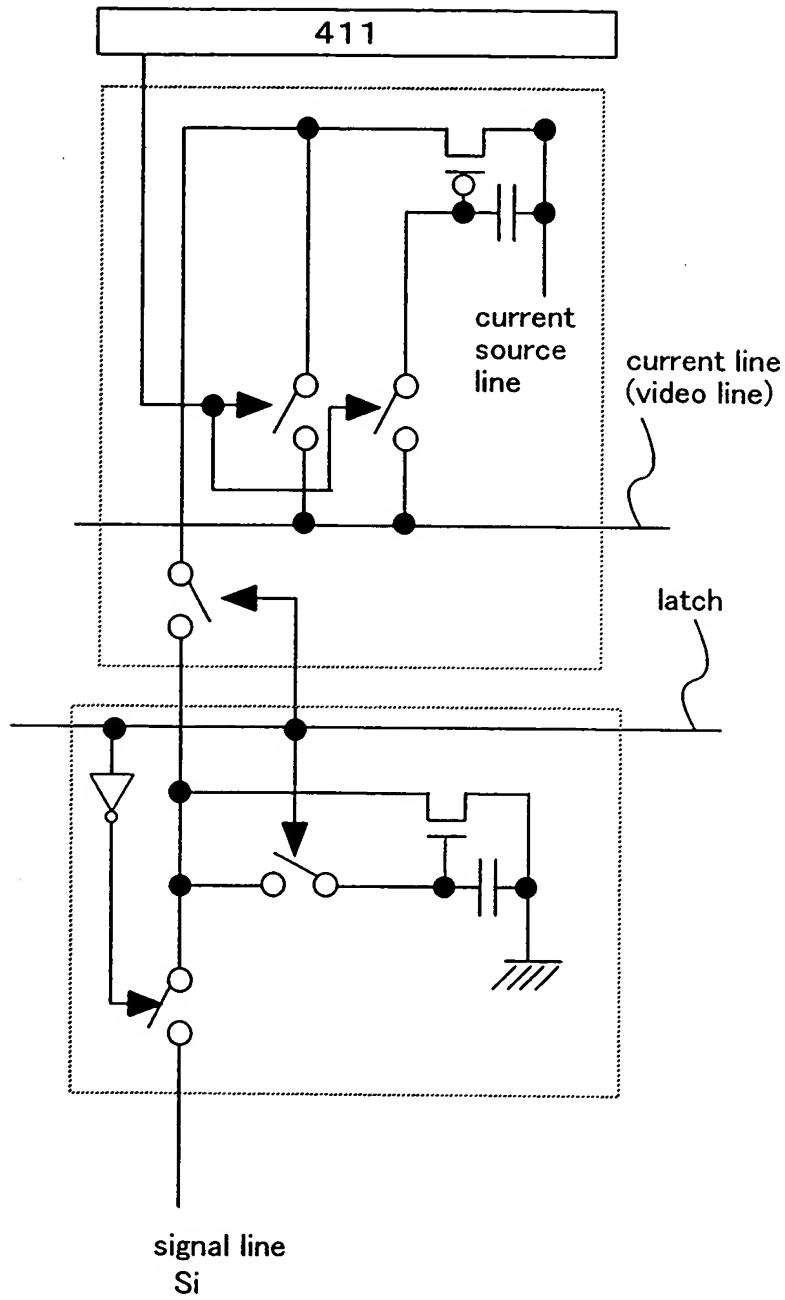 411
current
source
line
current line
(video line)
latch
signal line
Si